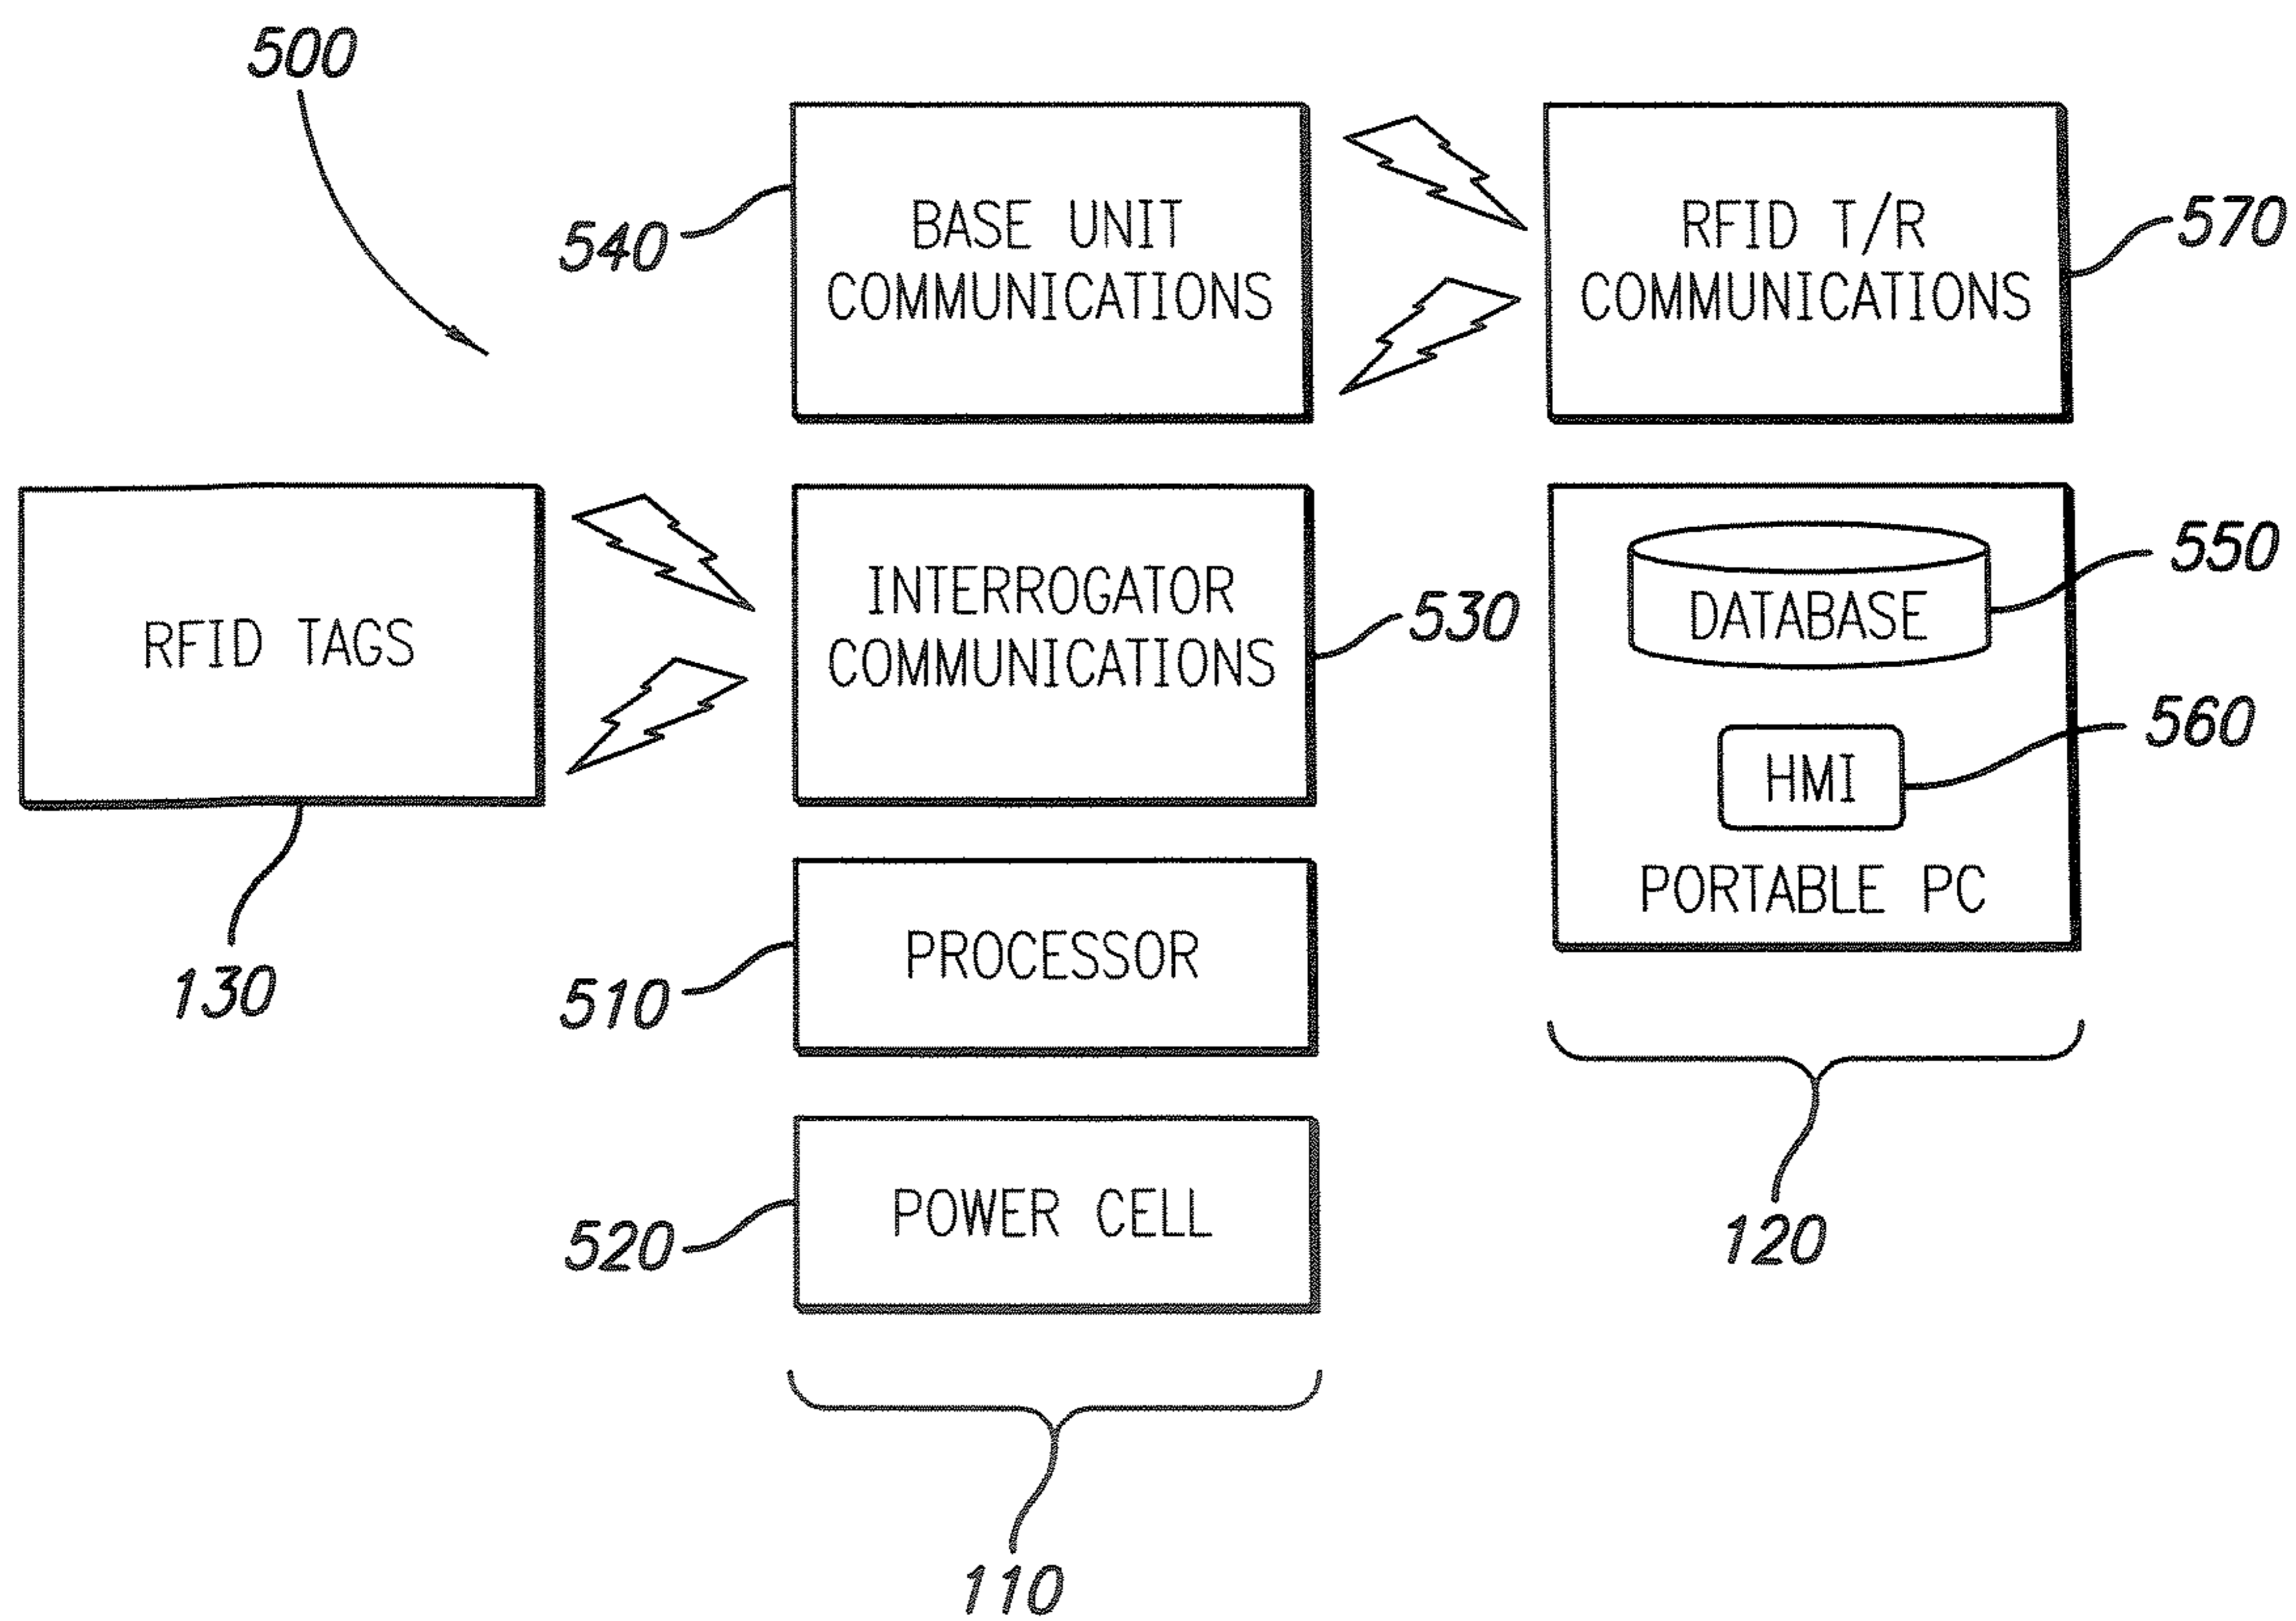 500
540
BASE UNIT
COMMUNICATIONS
RFID T/R
COMMUNICATIONS
570
RFID TAGS
130
INTERROGATOR
COMMUNICATIONS
530
DATABASE
550
HMI
560
PORTABLE PC
510
PROCESSOR
520
POWER CELL
120
110